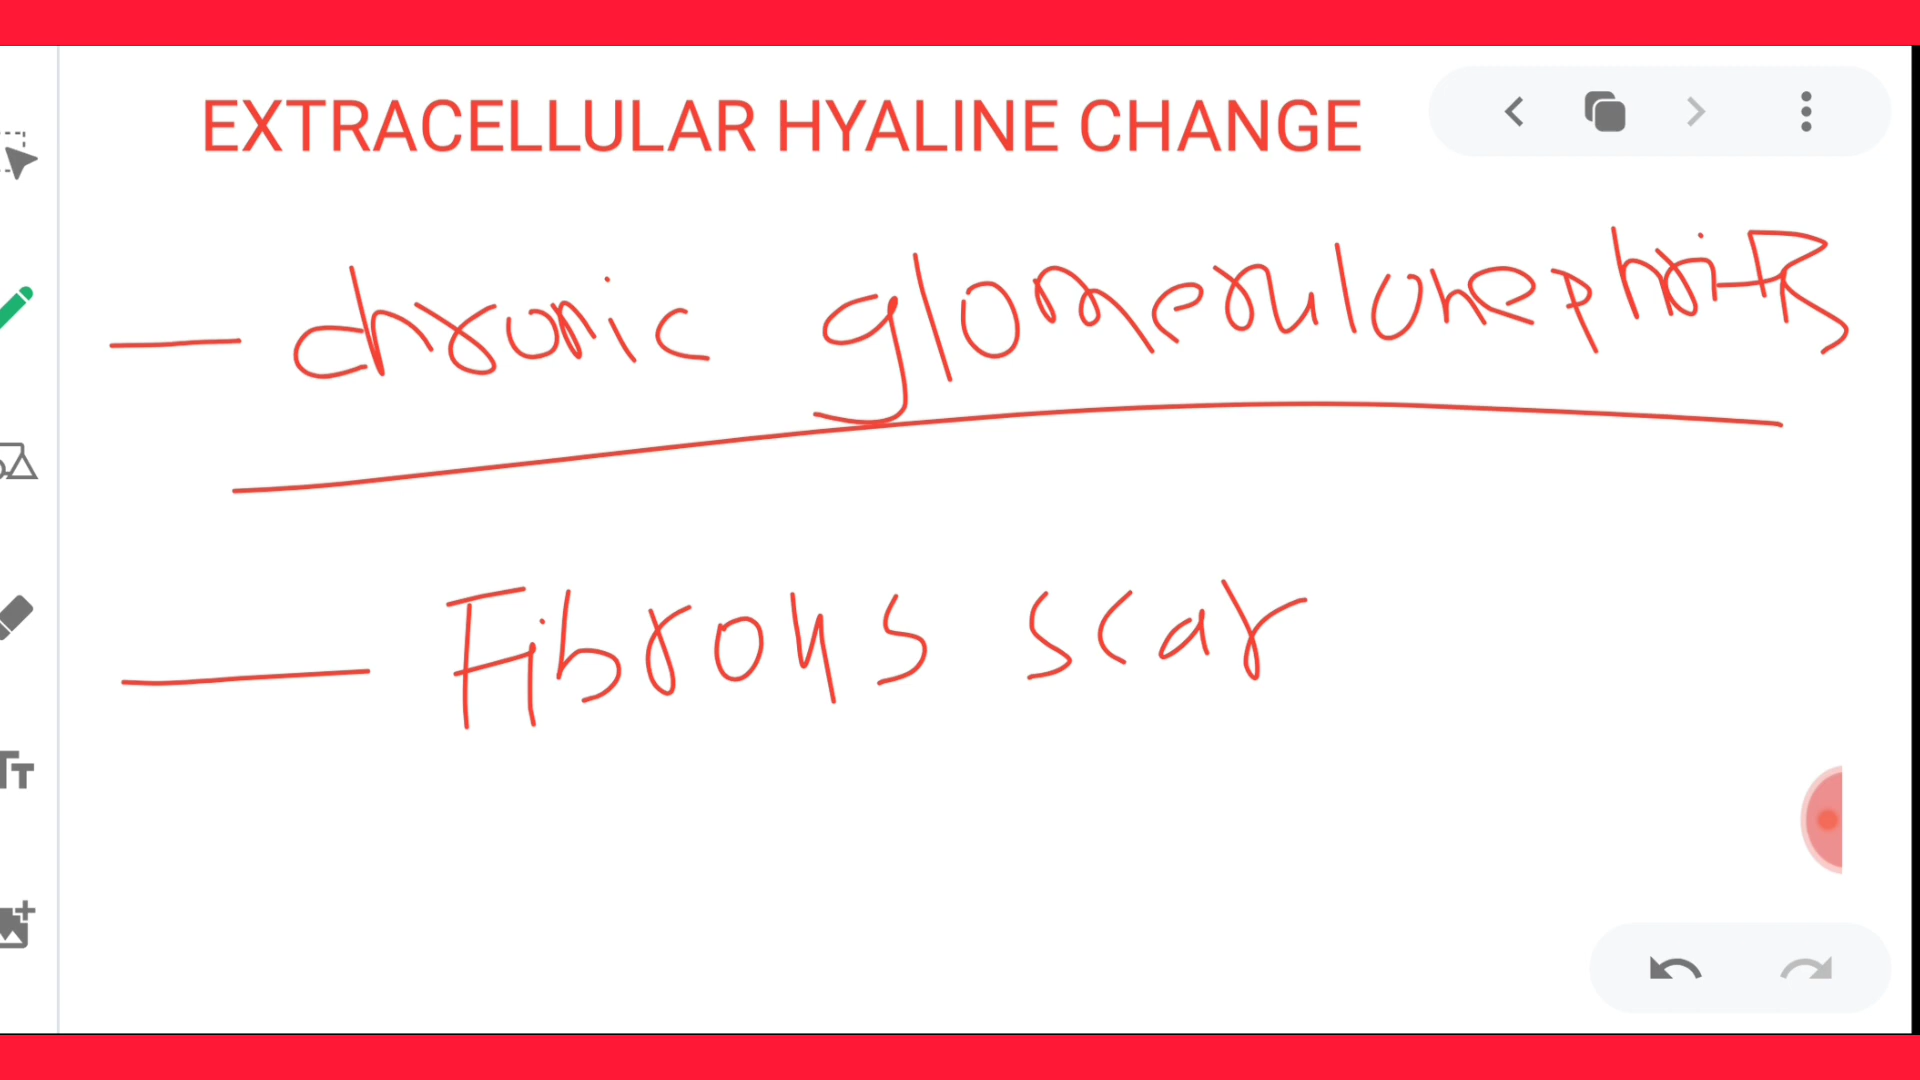 EXTRACELLULAR HYALINE CHANGE
- chronic glomerulonephritis
- Fibrous scar